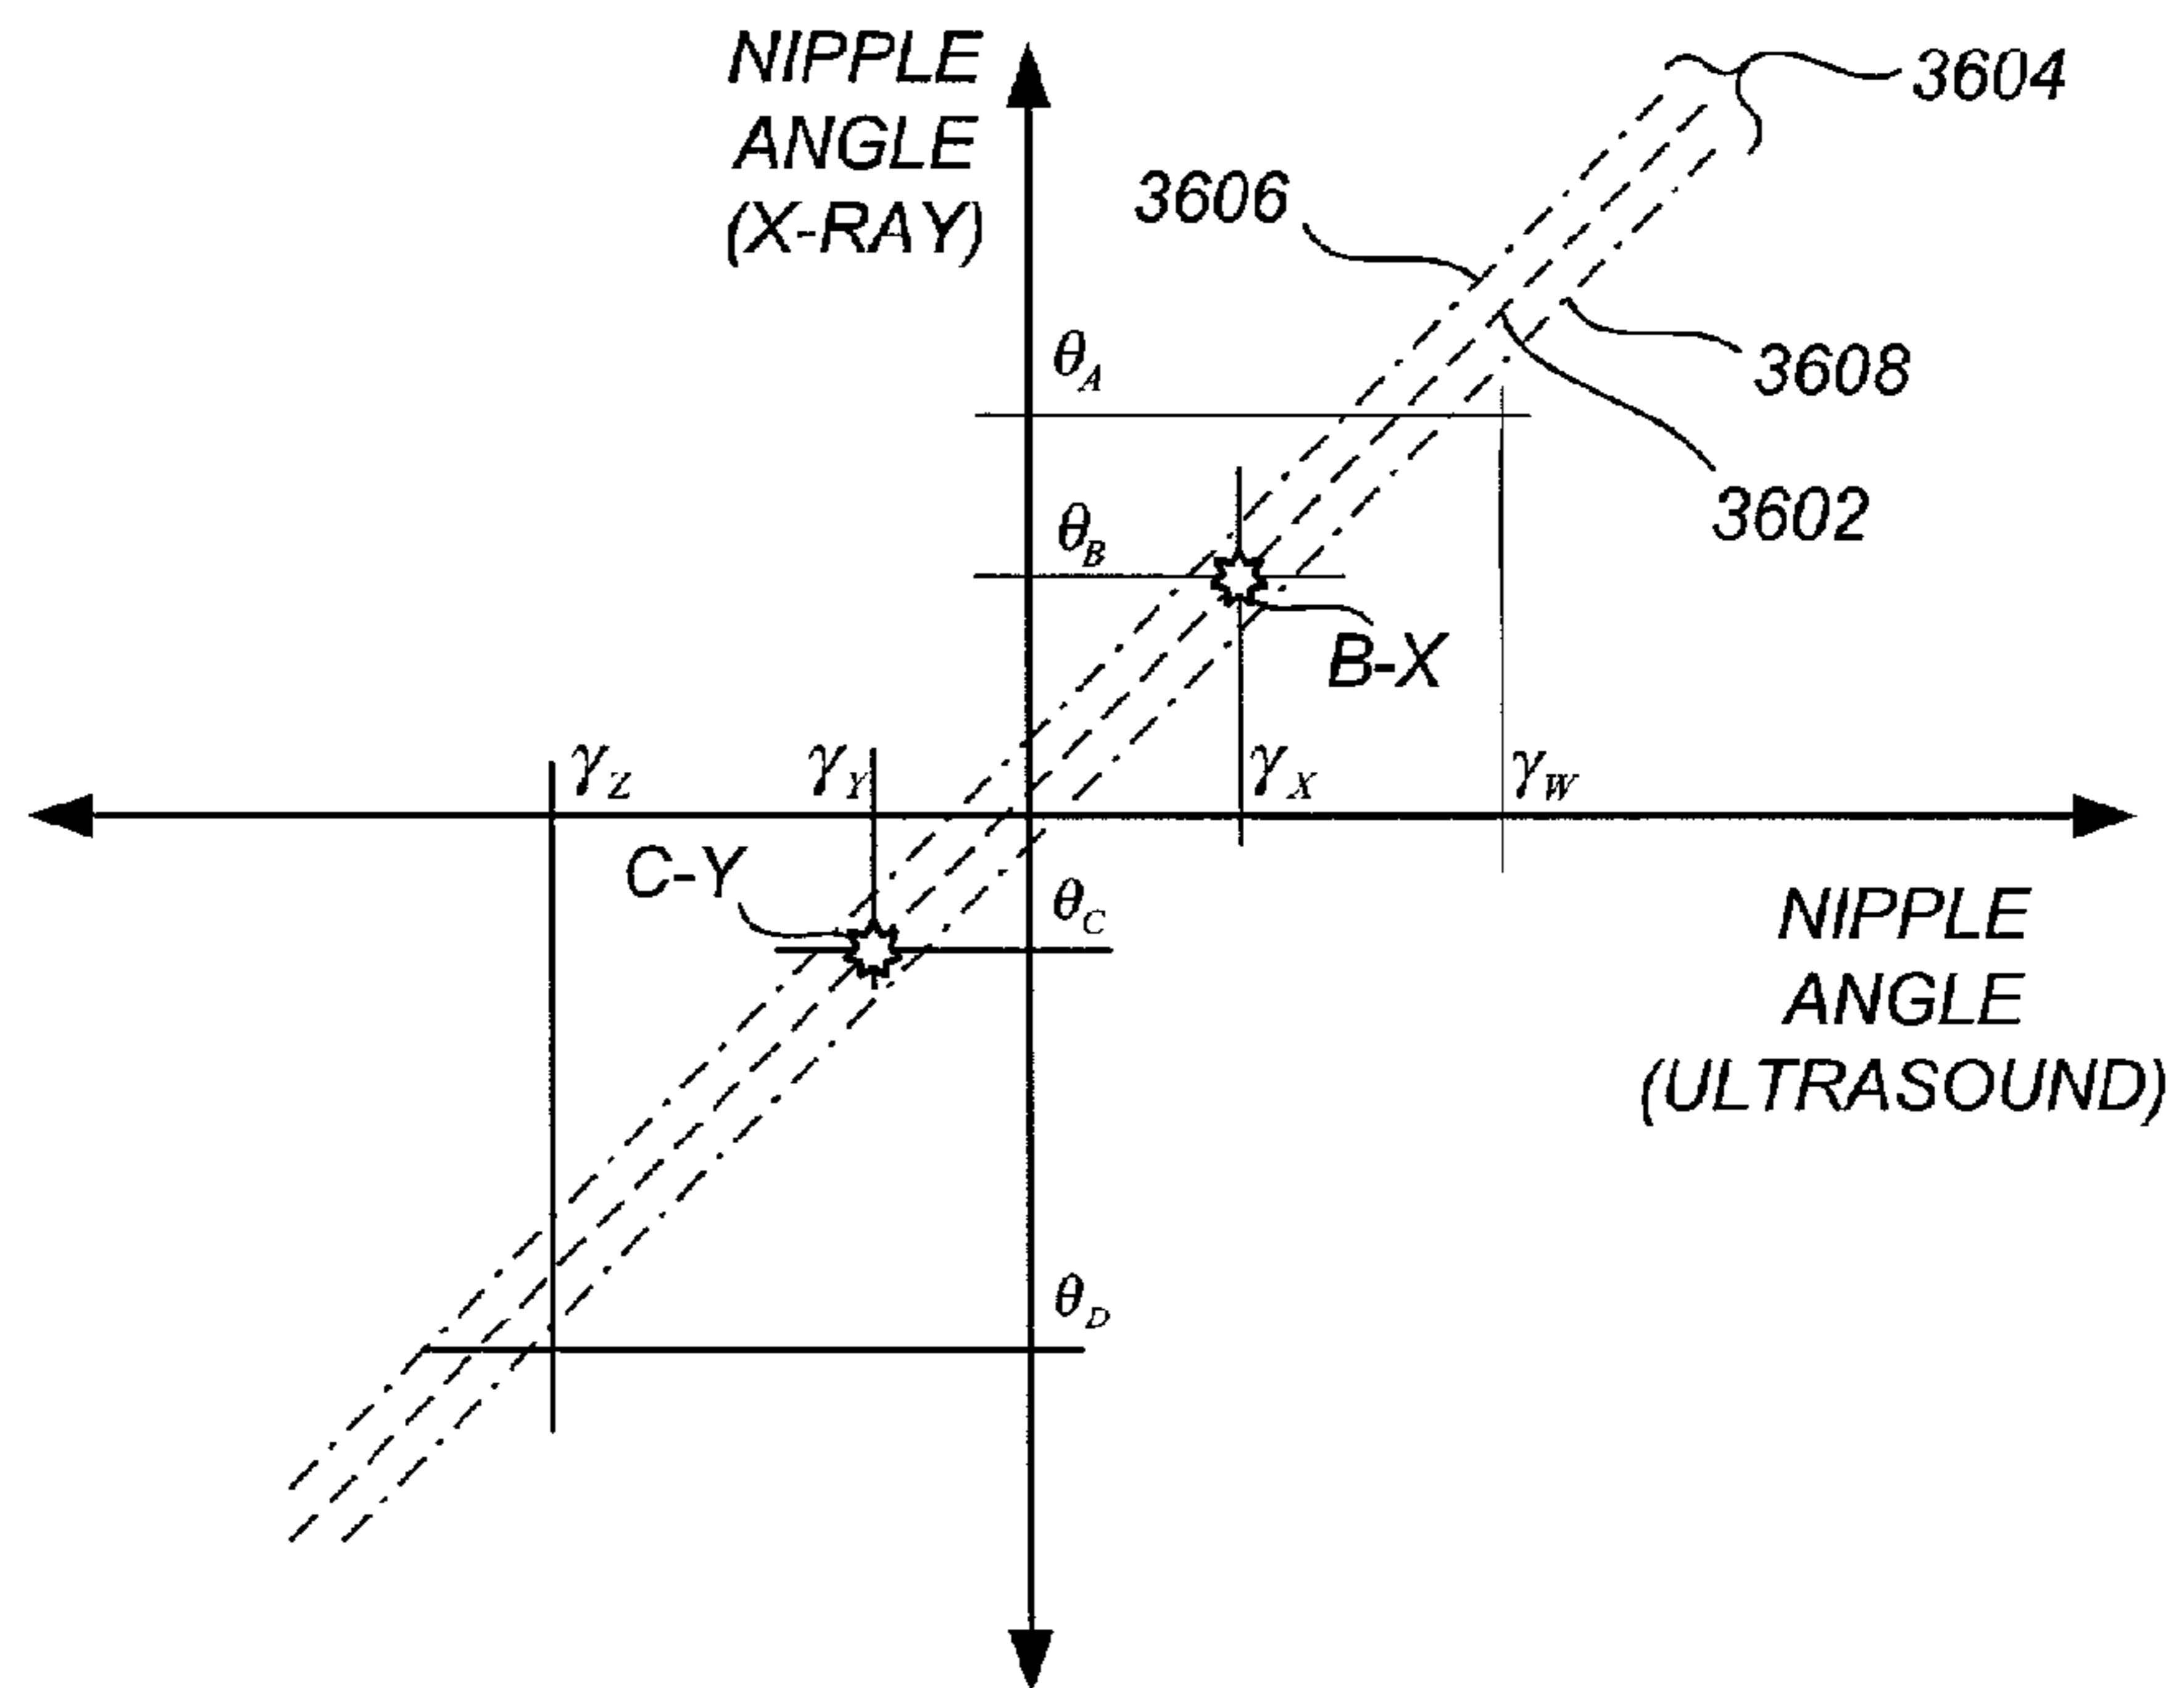 NIPPLE
ANGLE
(X-RAY)
3604
3606
θA
3608
θB
3602
B-X
γZ
γY
γX
γW
C-Y
θC
NIPPLE
ANGLE
(ULTRASOUND)
θD